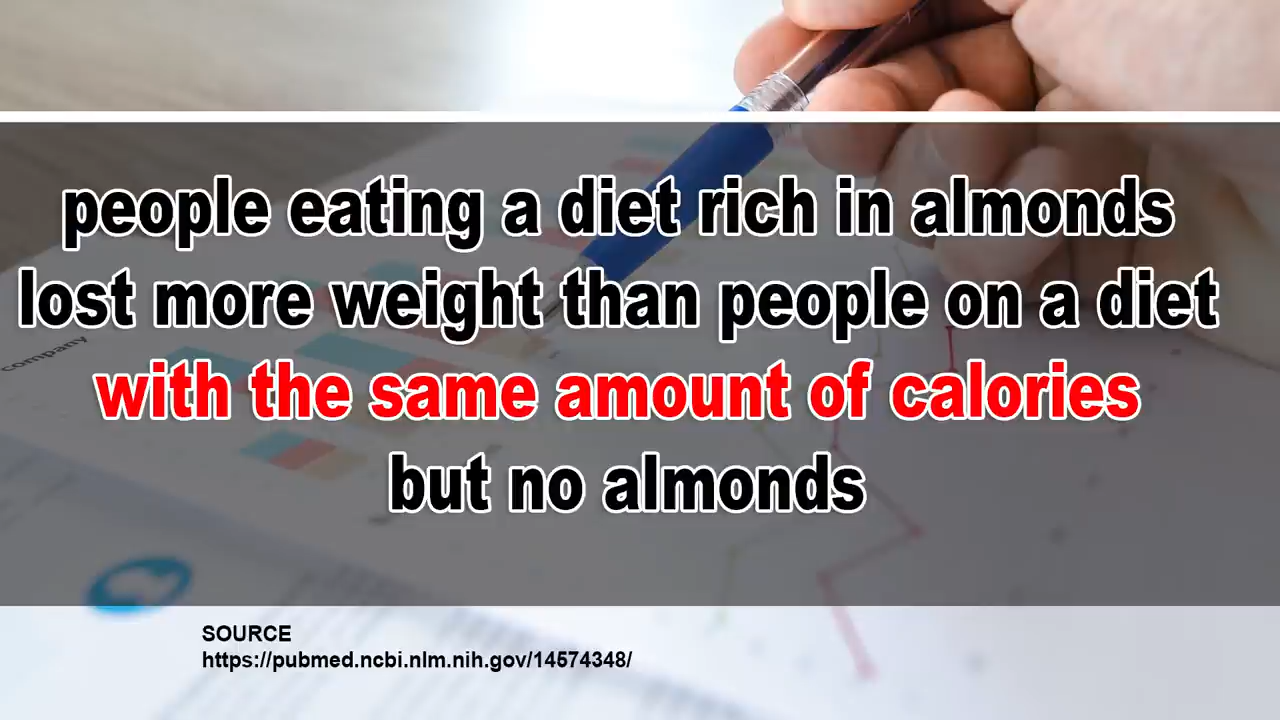 people eating a diet rich in almonds
lost more weight than people on a diet
company
with the same amount of calories
but no almonds
SOURCE
https://pubmed.ncbi.nlm.nih.gov/14574348/